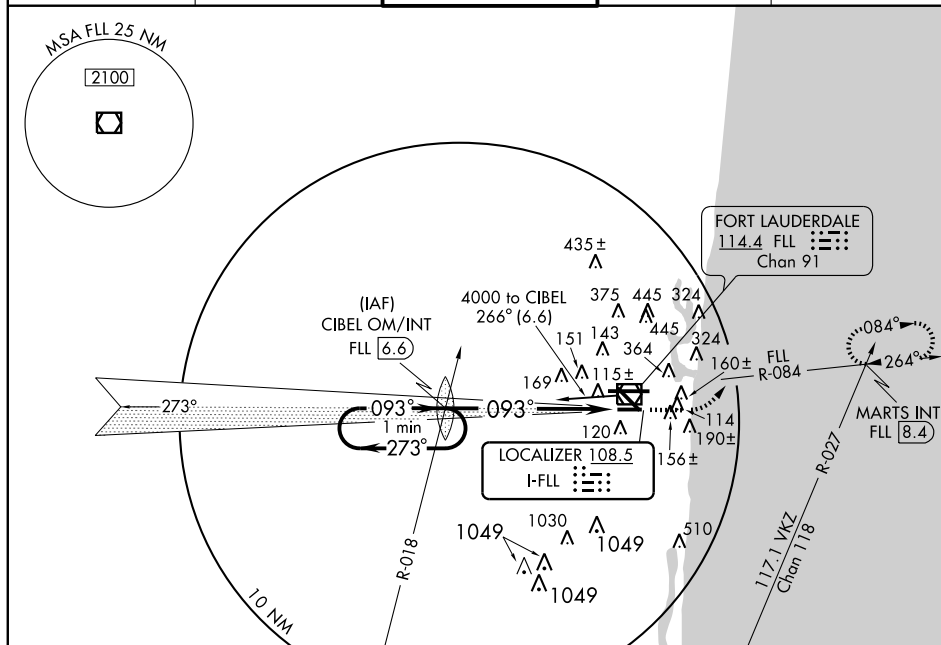 MSA FLL 25 NM
2100
FORT LAUDERDALE
114.4 FLL
Chan 91
435±
(IAF)
CIBEL OM/INT
FLL 6.6
4000 to CIBEL
266° (6.6)
375
445
324
445
324
143
364
151
169
115±
160±
FLL
R-084
084°
264°
273°
093°
093°
1 min
273°
114
190±
156±
120
MARTS INT
FLL 8.4
LOCALIZER 108.5
I-FLL
R-027
R-018
1030
1049
1049
1049
510
117.1 VKZ
Chan 118
10 NM